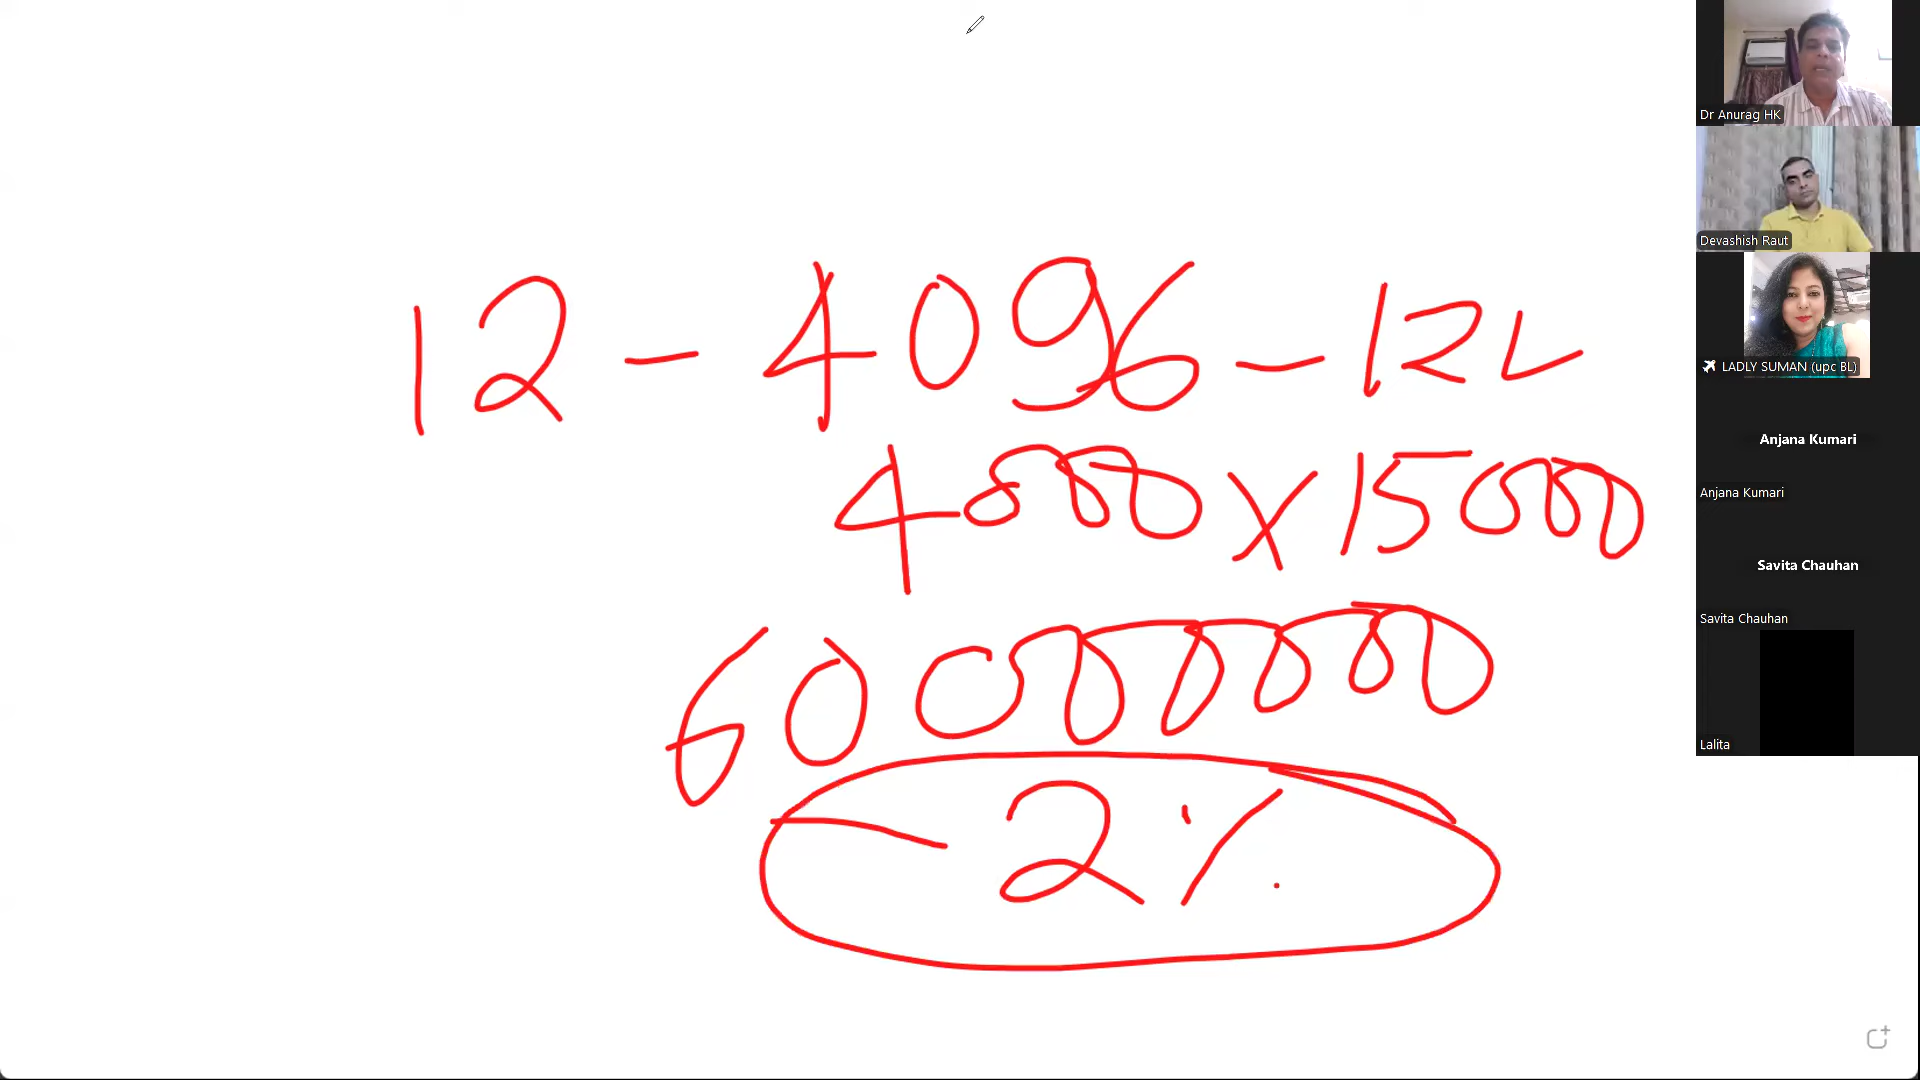 12 - 4096 - 12L
4000 x 15000
60000000
- 2%
Dr Anurag HK
Devashish Raut
LADLY SUMAN (upc BL)
Anjana Kumari
Anjana Kumari
Savita Chauhan
Savita Chauhan
Lalita